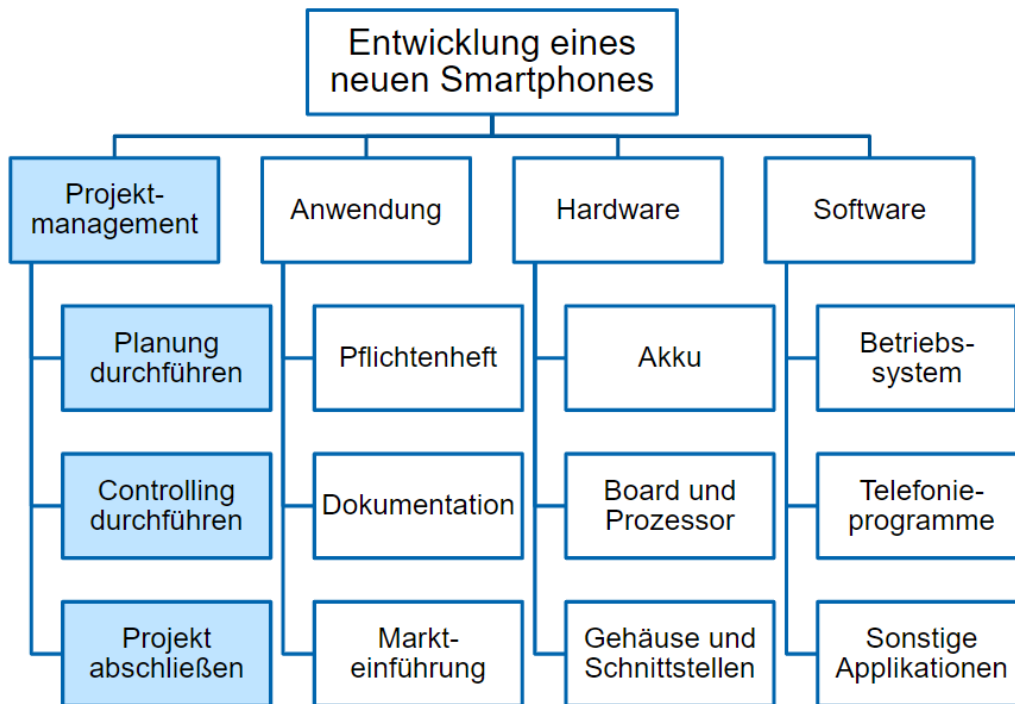 Entwicklung eines
neuen Smartphones
Projekt-
management
Anwendung
Hardware
Software
Planung
durchführen
Pflichtenheft
Akku
Betriebs-
system
Controlling
durchführen
Dokumentation
Board und
Prozessor
Telefonie-
programme
Projekt
abschließen
Markt-
einführung
Gehäuse und
Schnittstellen
Sonstige
Applikationen